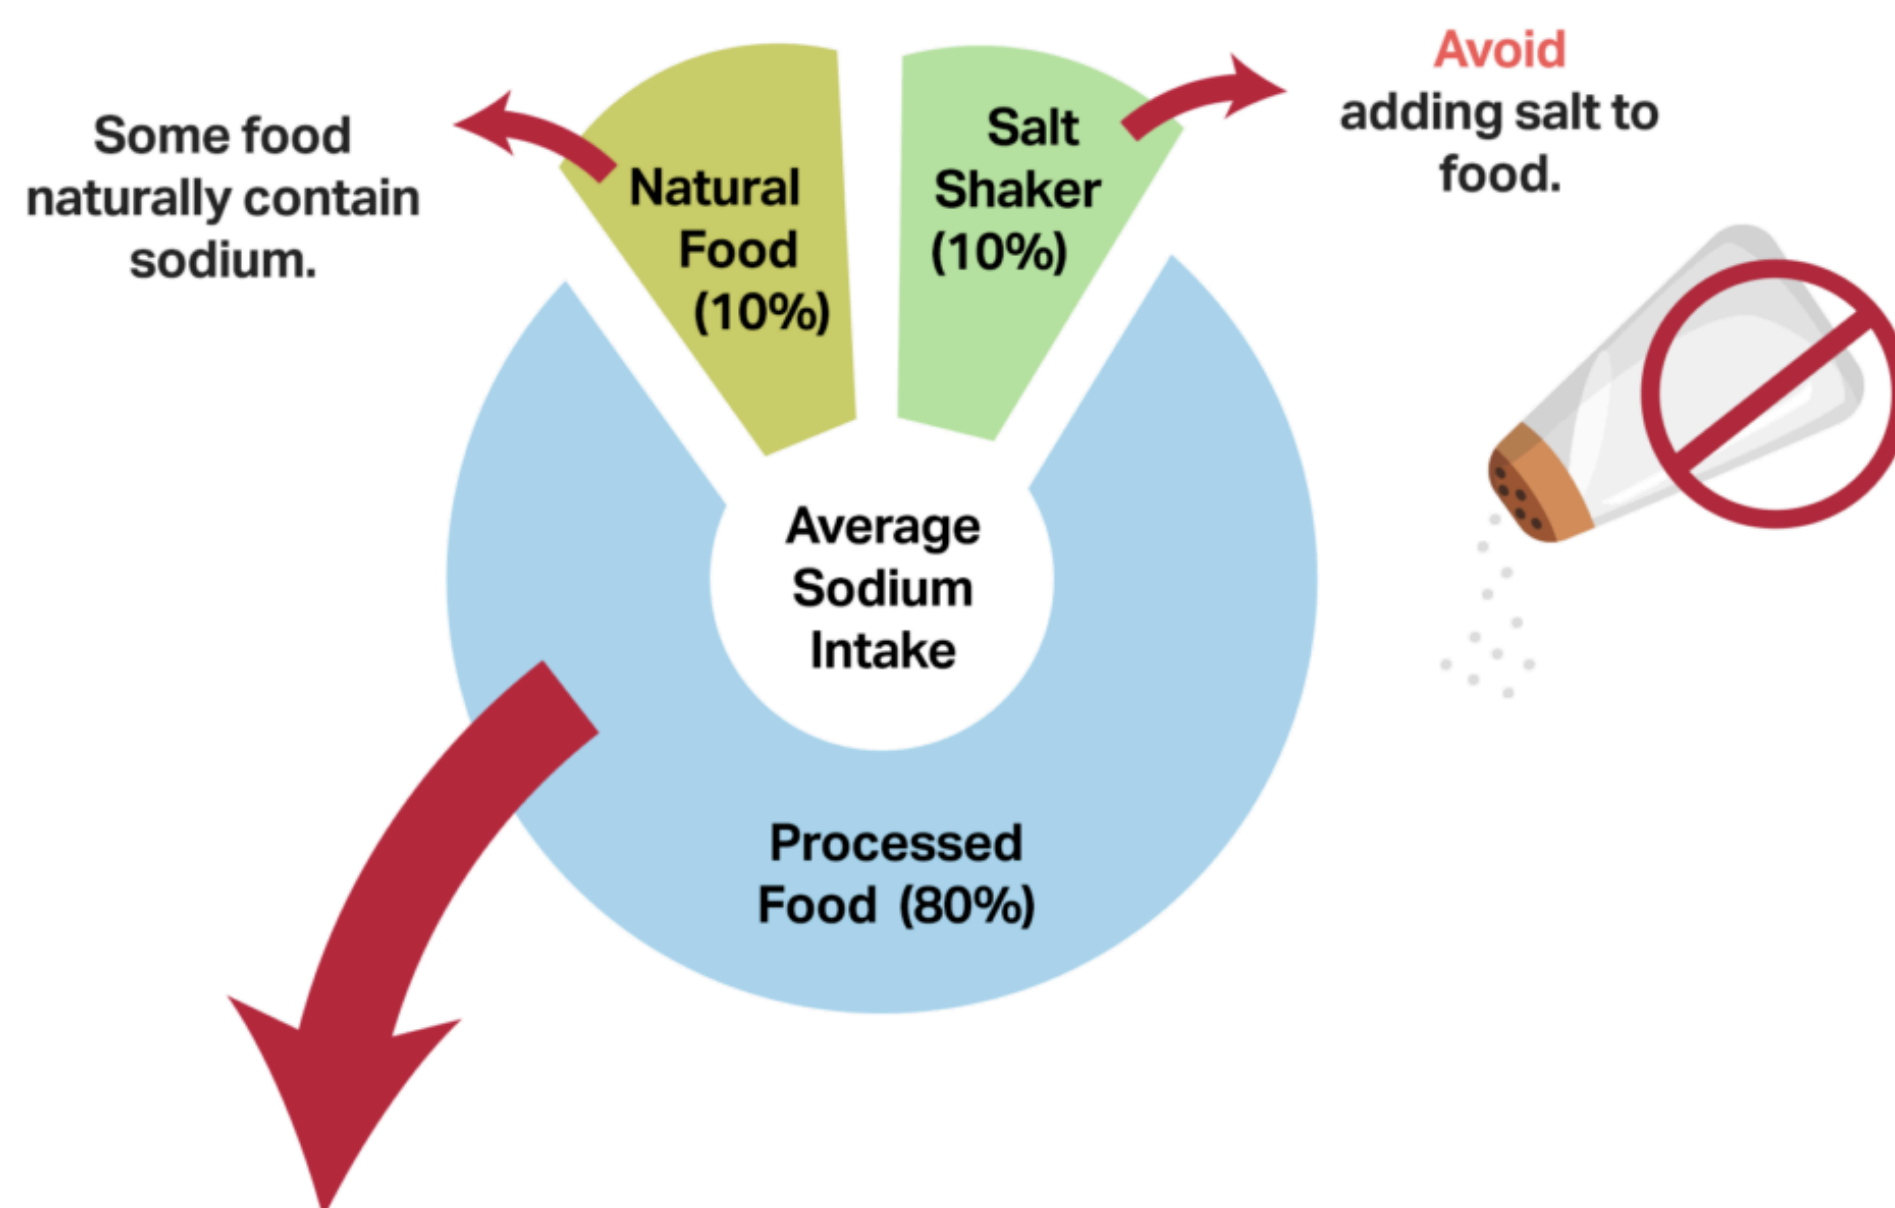 Some food
naturally contain
sodium.
Natural
Food
(10%)
Salt
Shaker
(10%)
Avoid
adding salt to
food.
Average
Sodium
Intake
Processed
Food (80%)